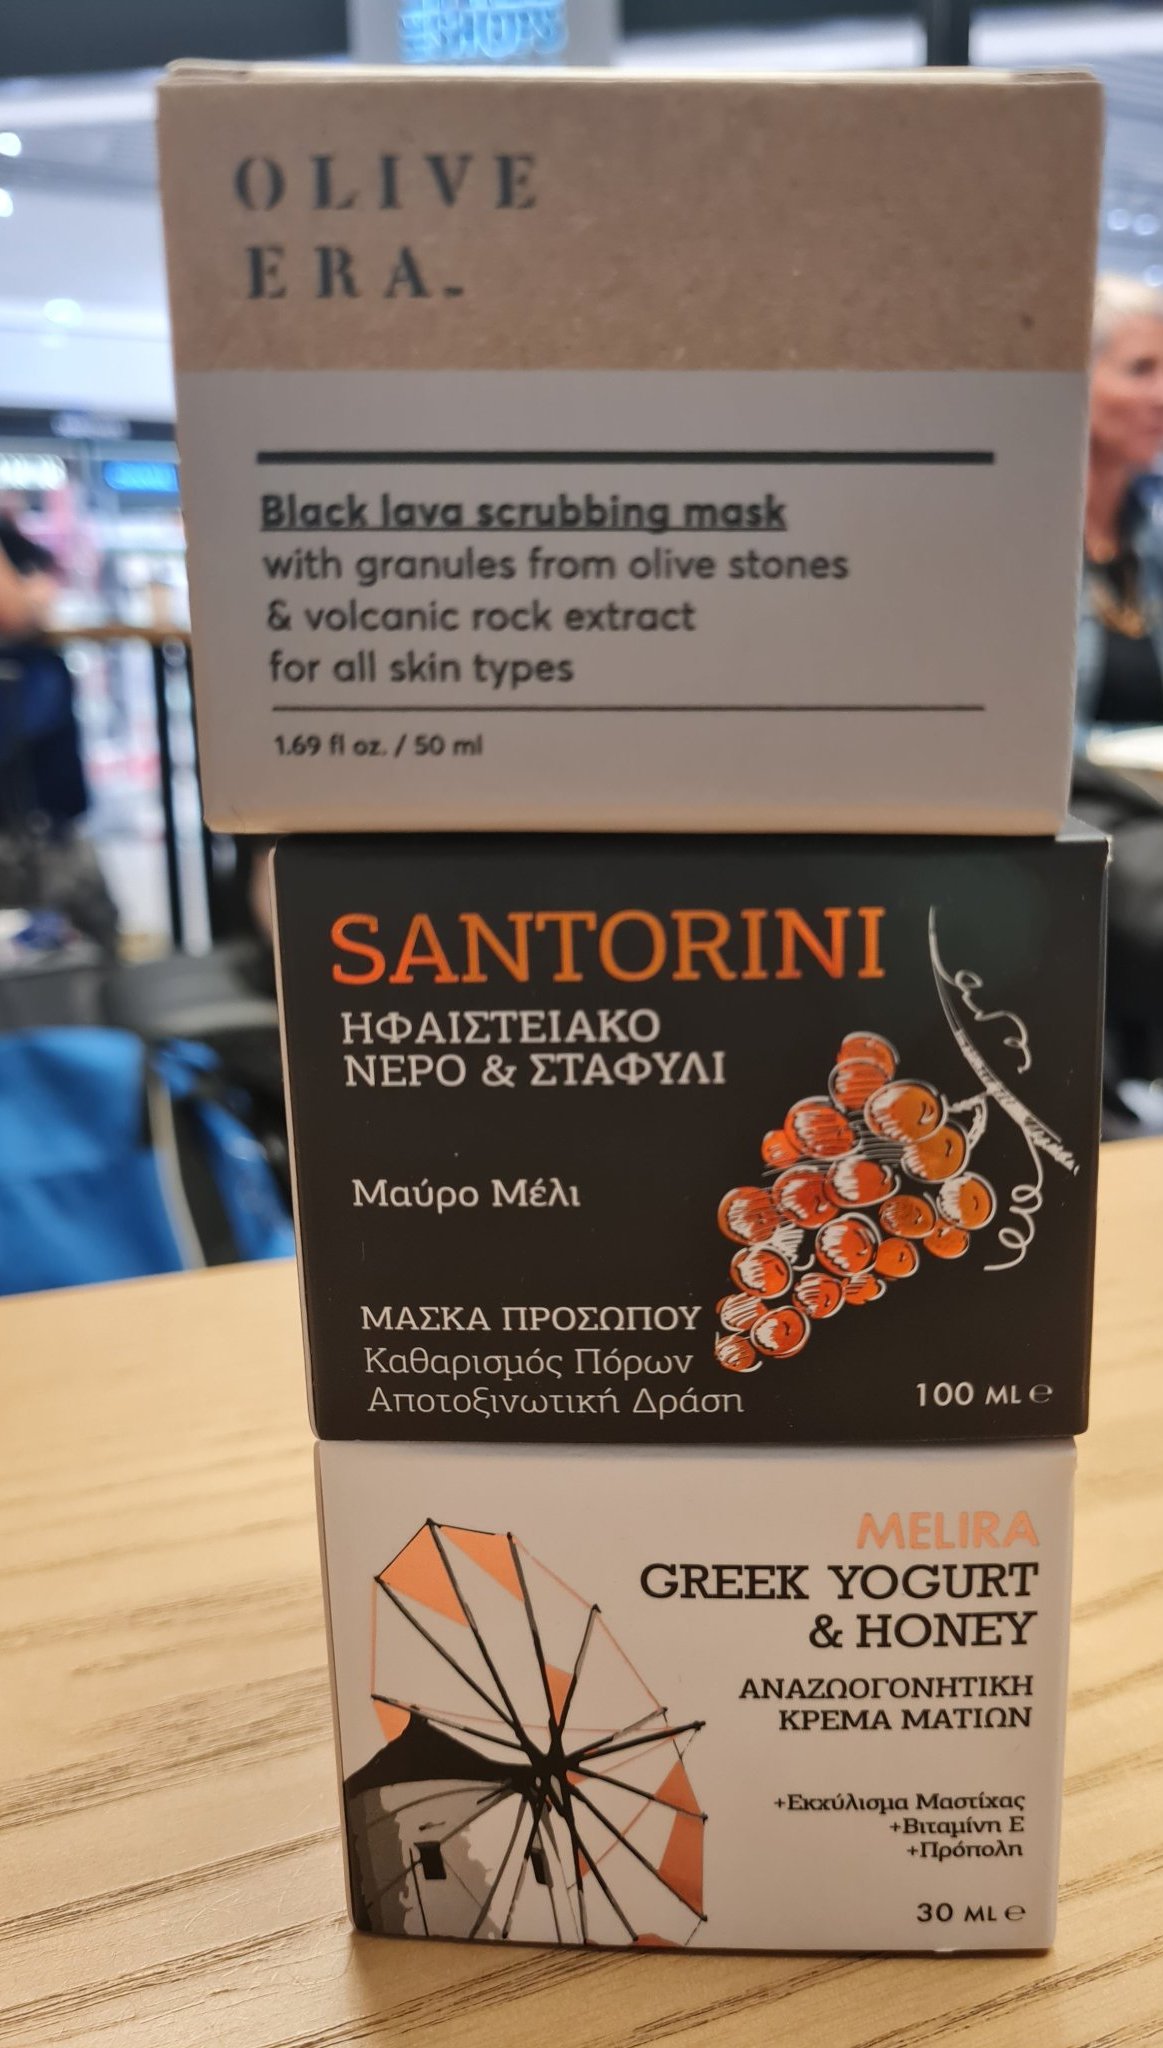 OLIVE
ERA.
Black lava scrubbing mask
with granules from olive stones
& volcanic rock extract
for all skin types
1.69 fl oz. / 50 ml
SANTORINI
ΗΦΑΙΣΤΕΙΑΚΟ
ΝΕΡΟ & ΣΤΑΦΥΛΙ
Μαύρο Μέλι
ΜΑΣΚΑ ΠΡΟΣΩΠΟΥ
Καθαρισμός Πόρων
Αποτοξινωτική Δράση
100 ML ℮
MELIRA
GREEK YOGURT
& HONEY
ΑΝΑΖΩΟΓΟΝΗΤΙΚΗ
ΚΡΕΜΑ ΜΑΤΙΩΝ
+Εκχύλισμα Μαστίχας
+Βιταμίνη Ε
+Πρόπολη
30 ML ℮